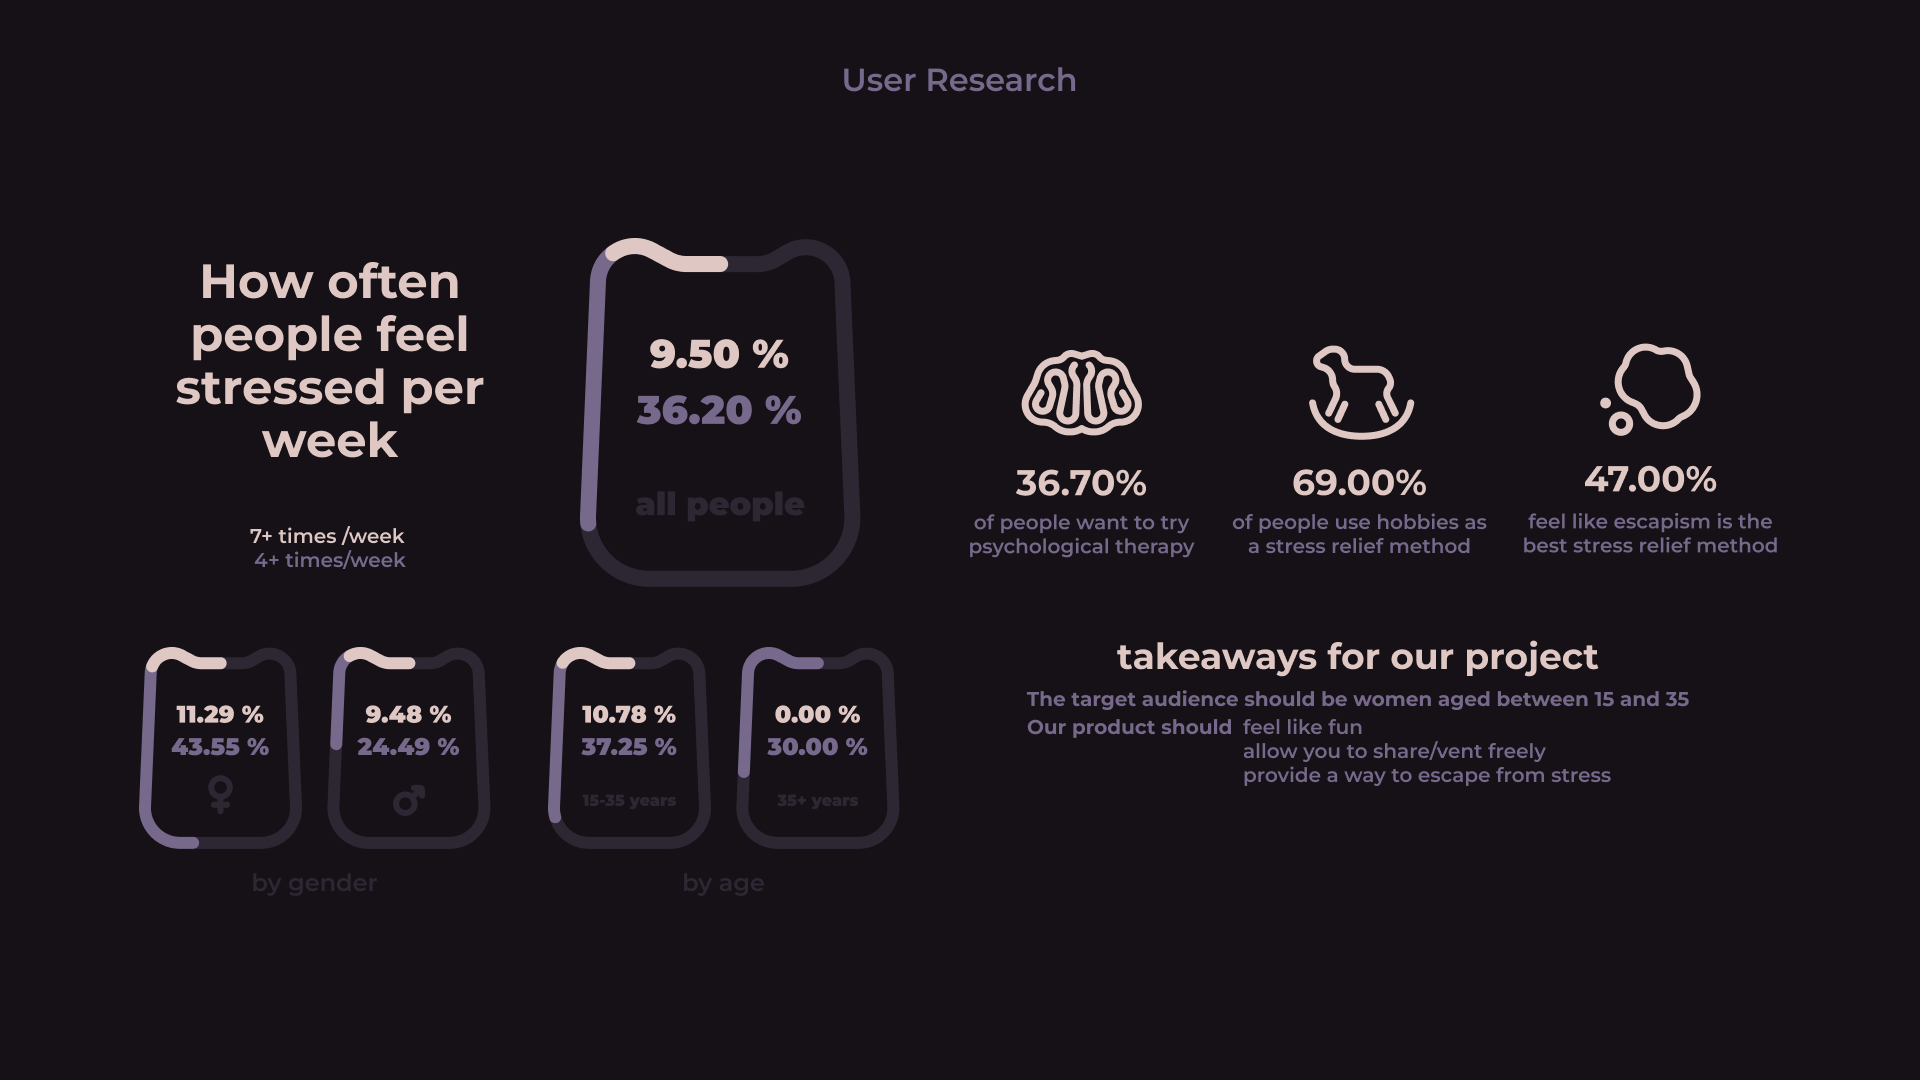 User Research
How often
people feel
stressed per
week
7+ times /week
4+ times/week
9.50 %
36.20 %
all people
11.29 %
43.55 %
9.48 %
24.49 %
by gender
10.78 %
37.25 %
15-35 years
0.00 %
30.00 %
35+ years
by age
36.70%
of people want to try
psychological therapy
69.00%
of people use hobbies as
a stress relief method
47.00%
feel like escapism is the
best stress relief method
takeaways for our project
The target audience should be women aged between 15 and 35
Our product should feel like fun
allow you to share/vent freely
provide a way to escape from stress